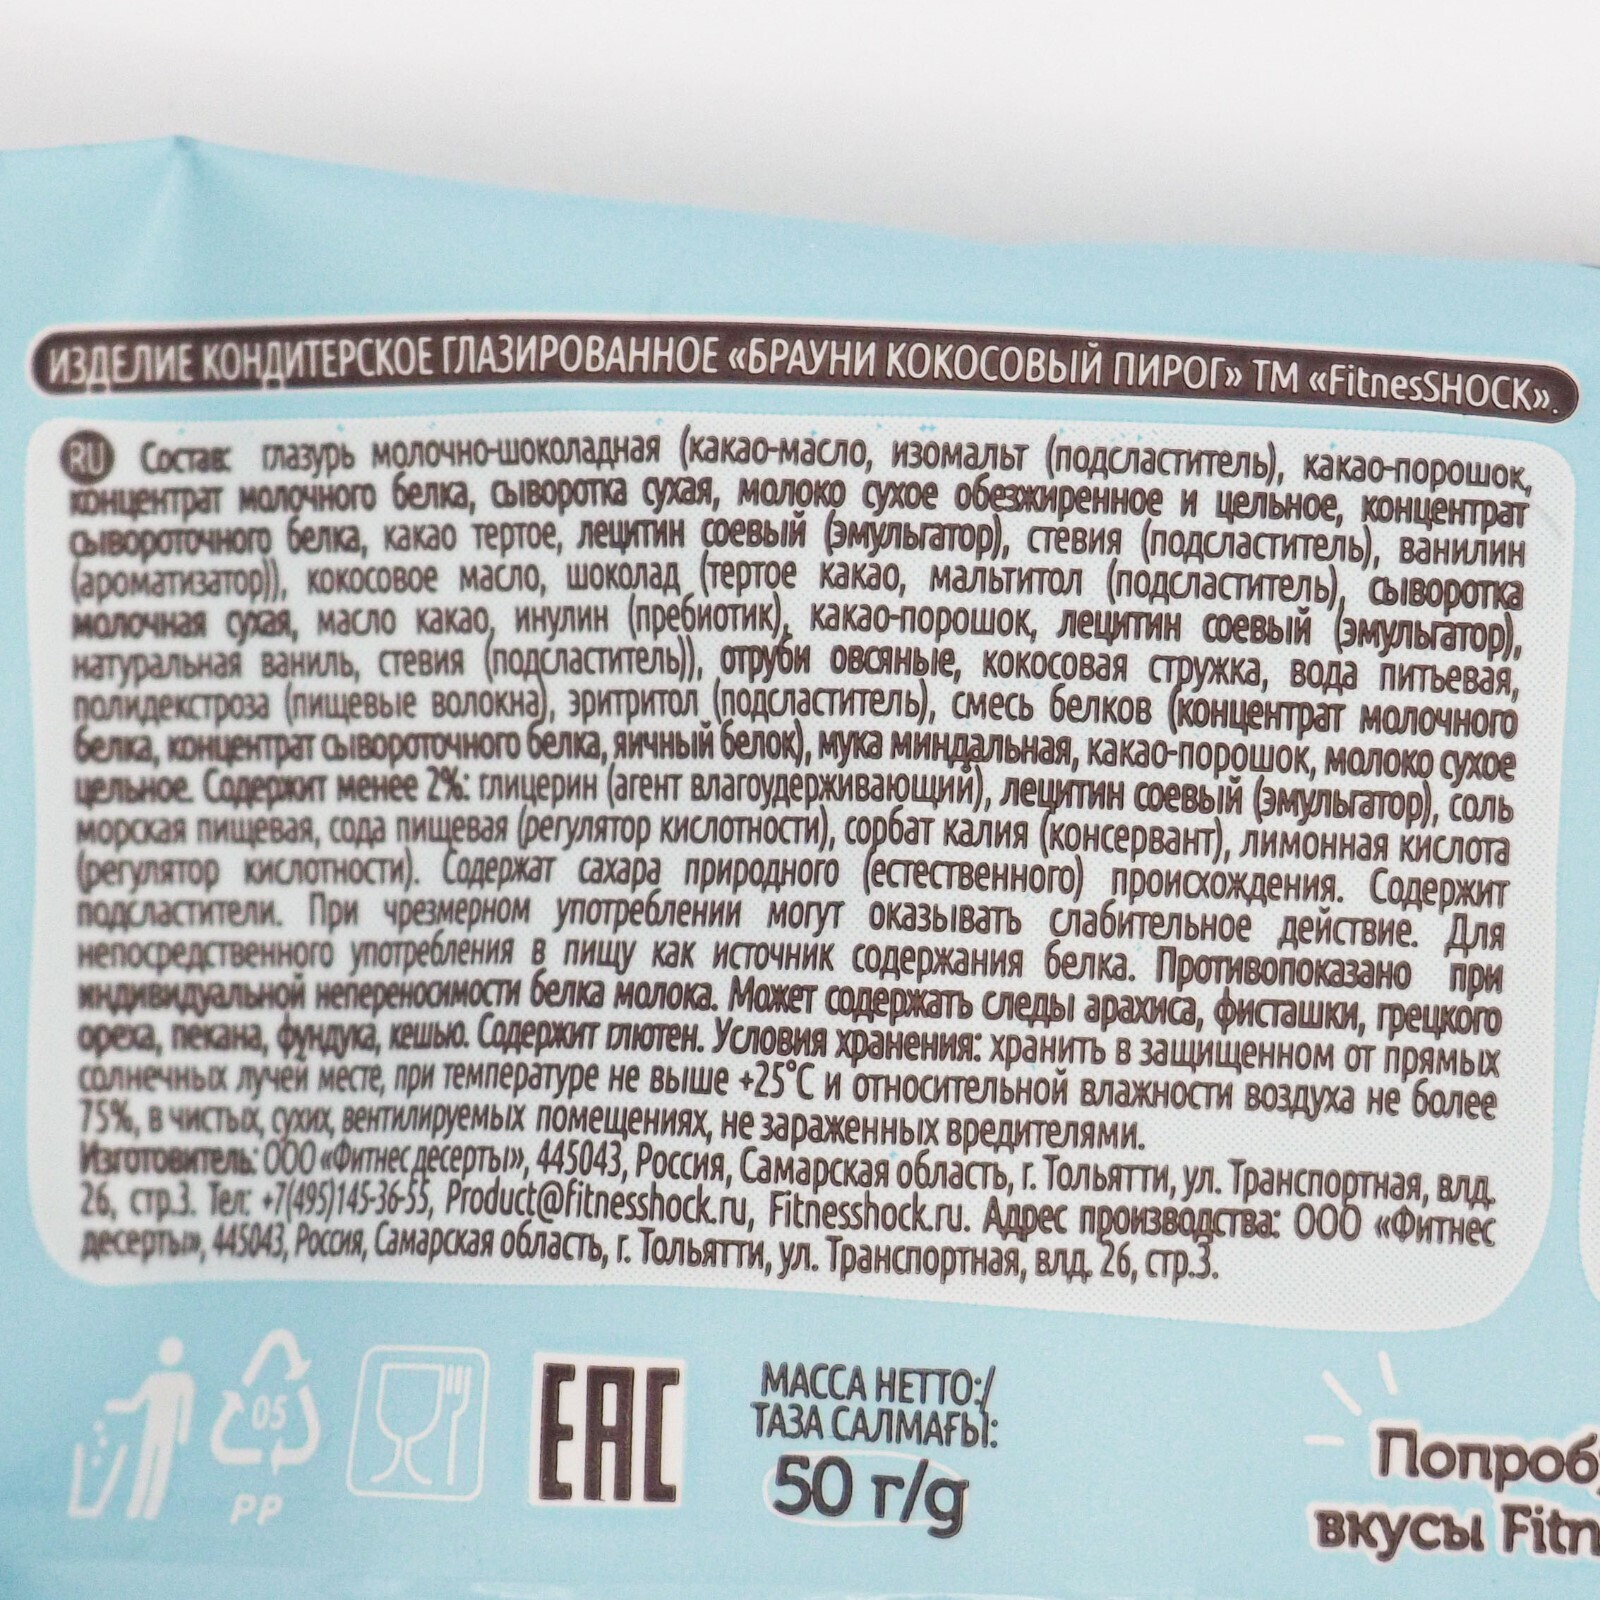 ИЗДЕЛИЕ КОНДИТЕРСКОЕ ГЛАЗИРОВАННОЕ «БРАУНИ КОКОСОВЫЙ ПИРОГ» ТМ «FitnesSHOCK».
RU Состав: глазурь молочно-шоколадная (какао-масло, изомальт (подсластитель), какао-порошок,
концентрат молочного белка, сыворотка сухая, молоко сухое обезжиренное и цельное, концентрат
сывороточного белка, какао тертое, лецитин соевый (эмульгатор), стевия (подсластитель), ванилин
(ароматизатор)), кокосовое масло, шоколад (тертое какао, мальтитол (подсластитель), сыворотка
молочная сухая, масло какао, инулин (пребиотик), какао-порошок, лецитин соевый (эмульгатор),
натуральная ваниль, стевия (подсластитель)), отруби овсяные, кокосовая стружка, вода питьевая,
полидекстроза (пищевые волокна), эритритол (подсластитель), смесь белков (концентрат молочного
белка, концентрат сывороточного белка, яичный белок), мука миндальная, какао-порошок, молоко сухое
цельное. Содержит менее 2%: глицерин (агент влагоудерживающий), лецитин соевый (эмульгатор), соль
морская пищевая, сода пищевая (регулятор кислотности), сорбат калия (консервант), лимонная кислота
(регулятор кислотности). Содержат сахара природного (естественного) происхождения. Содержит
подсластители. При чрезмерном употреблении могут оказывать слабительное действие. Для
непосредственного употребления в пищу как источник содержания белка. Противопоказано при
индивидуальной непереносимости белка молока. Может содержать следы арахиса, фисташки, грецкого
ореха, пекана, фундука, кешью. Содержит глютен. Условия хранения: хранить в защищенном от прямых
солнечных лучей месте, при температуре не выше +25°С и относительной влажности воздуха не более
75%, в чистых, сухих, вентилируемых помещениях, не зараженных вредителями.
Изготовитель: ООО «Фитнес десерты», 445043, Россия, Самарская область, г. Тольятти, ул. Транспортная, влд.
26, стр.3. Тел: +7(495)145-36-55, Product@fitnesshock.ru, Fitnesshock.ru. Адрес производства: ООО «Фитнес
десерты», 445043, Россия, Самарская область, г. Тольятти, ул. Транспортная, влд. 26, стр.3.
05
PP
EAC
МАССА НЕТТО:/
ТАЗА САЛМАҒЫ:
50 г/g
Попроб
вкусы Fitn